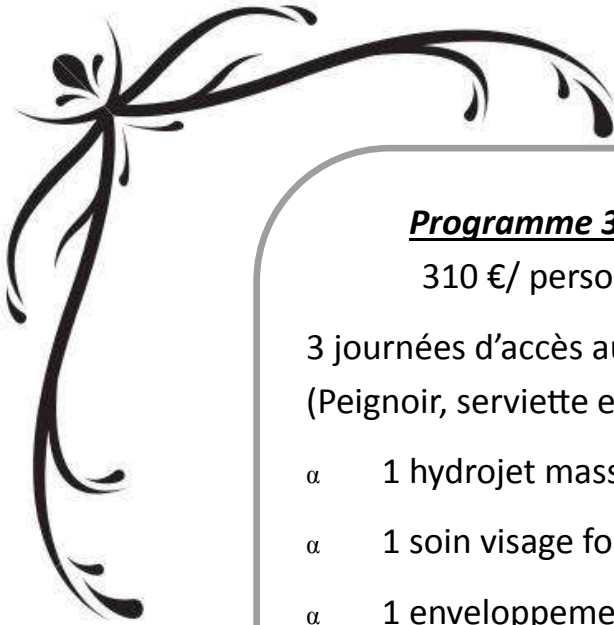 Programme 3
310 €/ perso
3 journées d’accès au
(Peignoir, serviette e
α 1 hydrojet mass
α 1 soin visage fo
α 1 enveloppeme